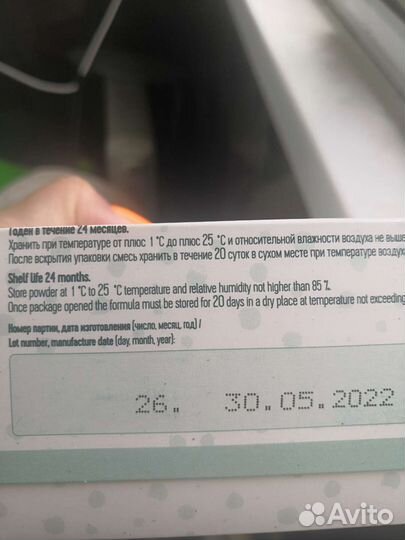 Годен в течение 24 месяцев.
Хранить при температуре от плюс 1 °C до плюс 25 °C и относительной влажности воздуха не выше
После вскрытия упаковки смесь хранить в течение 20 суток в сухом месте при температуре воздух
Shelf life 24 months.
Store powder at 1 °C to 25 °C temperature and relative humidity not higher than 85 %.
Once package opened the formula must be stored for 20 days in a dry place at temperature not exceeding
Номер партии, дата изготовления (число, месяц, год) /
Lot number, manufacture date (day, month, year):
26. 30.05.2022
Avito